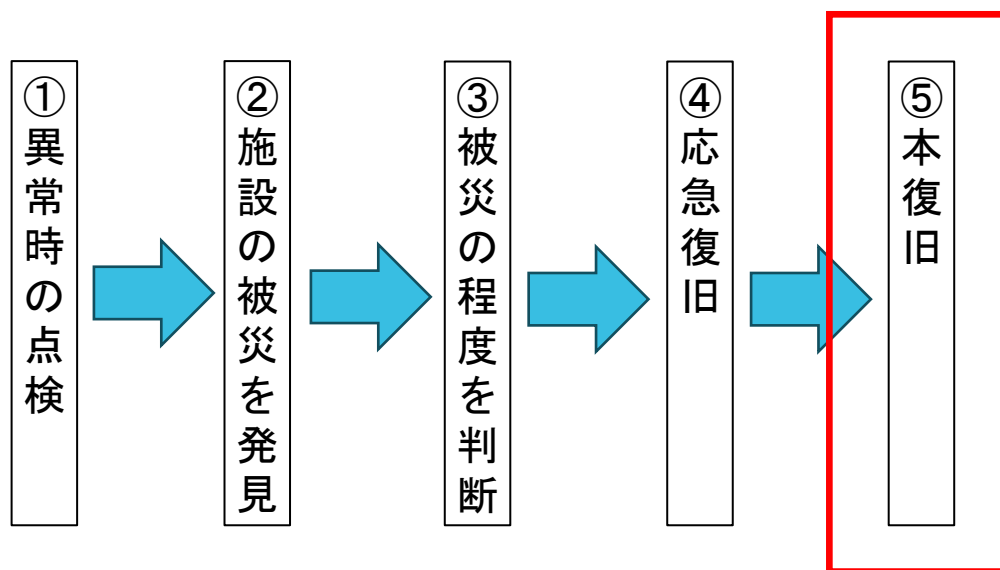 ①異常時の点検
②施設の被災を発見
③被災の程度を判断
④応急復旧
⑤本復旧